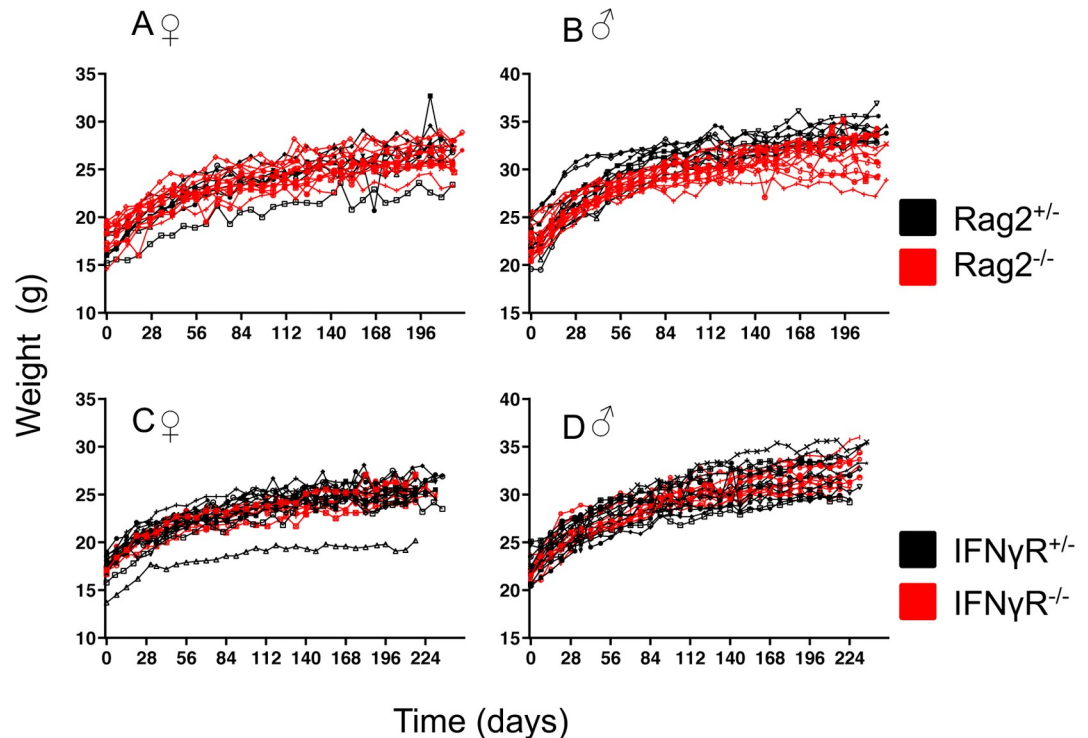 A ♀
B ♂
35
30
25
20
15
10
0 28 56 84 112 140 168 196
40
35
30
25
20
15
0 28 56 84 112 140 168 196
Rag2+/-
Rag2-/-
Weight (g)
C ♀
D ♂
35
30
25
20
15
10
0 28 56 84 112 140 168 196 224
40
35
30
25
20
15
0 28 56 84 112 140 168 196 224
IFNγR+/-
IFNγR-/-
Time (days)